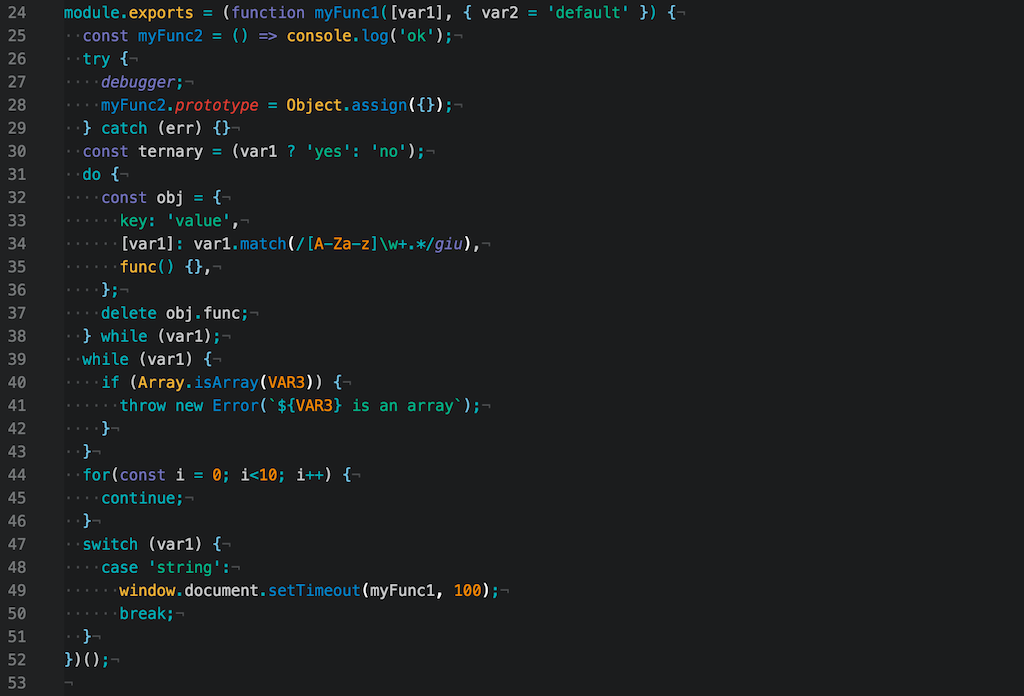 24 module.exports = (function myFunc1([var1], { var2 = 'default' }) {¬
25 ··const myFunc2 = () => console.log('ok');¬
26 ··try {¬
27 ····debugger;¬
28 ····myFunc2.prototype = Object.assign({});¬
29 ··} catch (err) {}¬
30 ··const ternary = (var1 ? 'yes': 'no');¬
31 ··do {¬
32 ····const obj = {¬
33 ······key: 'value',¬
34 ······[var1]: var1.match(/[A-Za-z]\w+.*/giu),¬
35 ······func() {},¬
36 ····};¬
37 ····delete obj.func;¬
38 ··} while (var1);¬
39 ··while (var1) {¬
40 ····if (Array.isArray(VAR3)) {¬
41 ······throw new Error(`${VAR3} is an array`);¬
42 ····}¬
43 ··}¬
44 ··for(const i = 0; i<10; i++) {¬
45 ····continue;¬
46 ··}¬
47 ··switch (var1) {¬
48 ····case 'string':¬
49 ······window.document.setTimeout(myFunc1, 100);¬
50 ······break;¬
51 ··}¬
52 })();¬
53 ¬